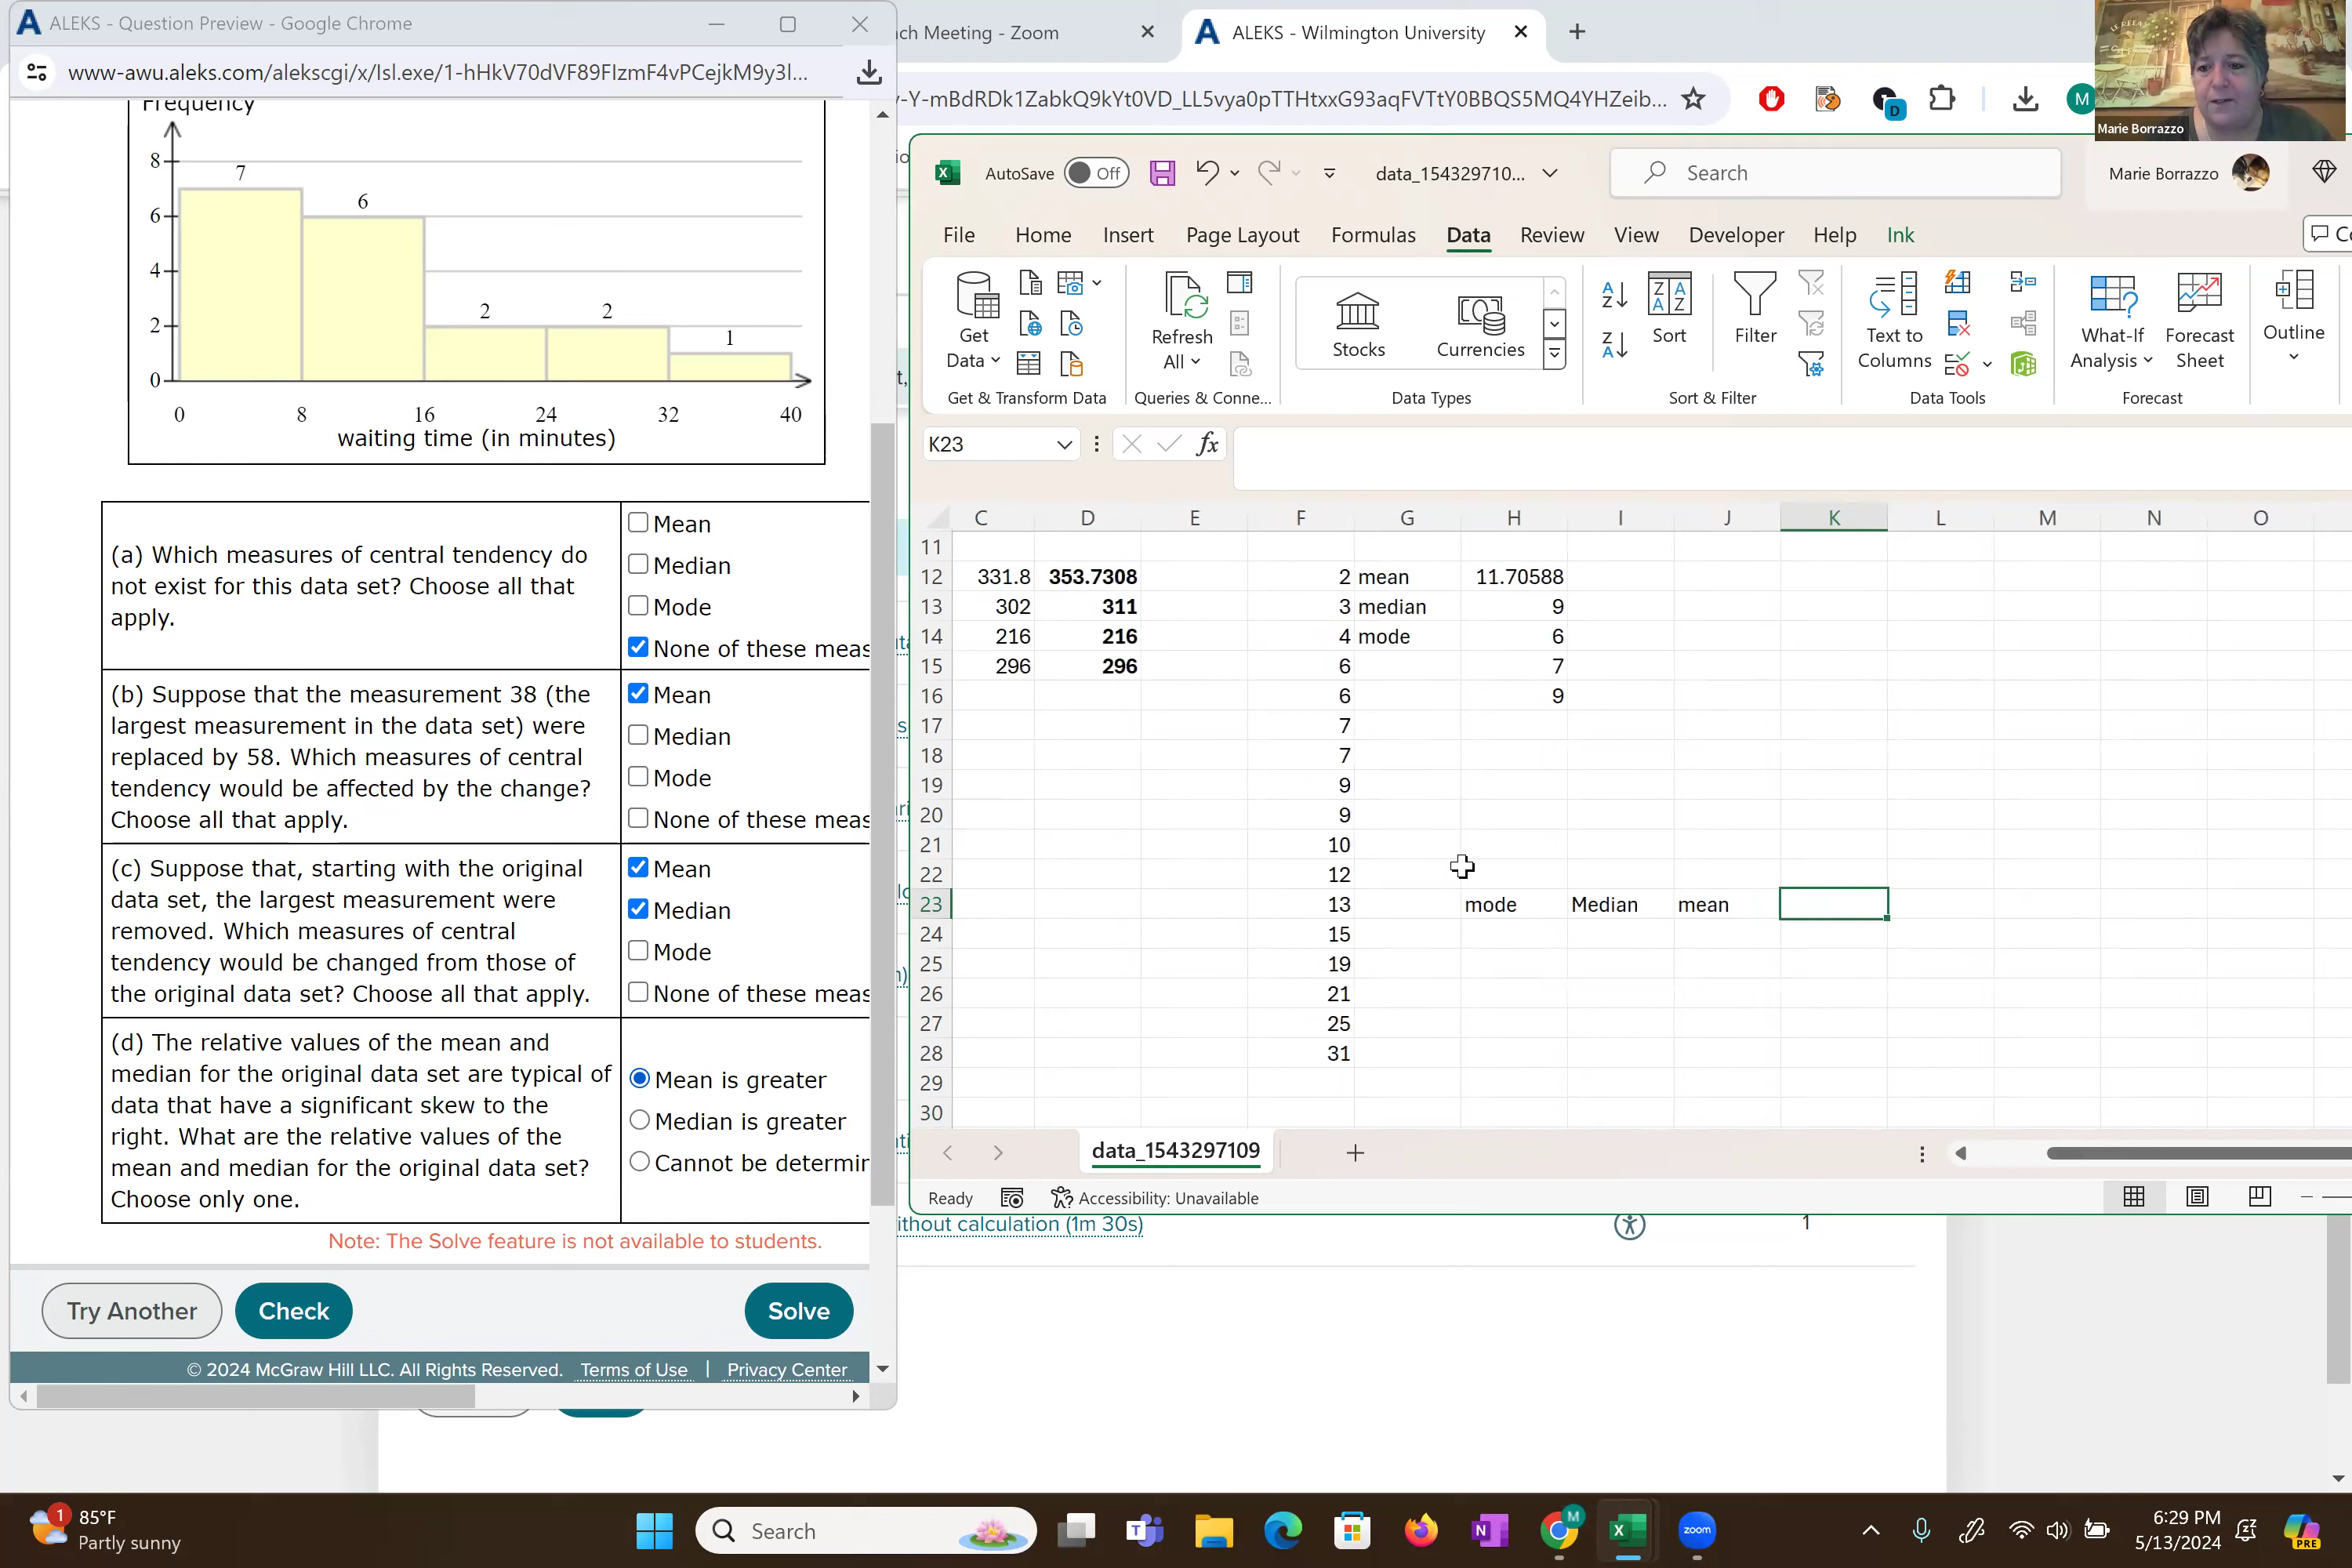 ALEKS - Question Preview - Google Chrome
www-awu.aleks.com/alekscgi/x/Isl.exe/1-hHkV70dVF89FIzmF4vPCejkM9y3l...
Frequency
8
7
6
6
4
2
2
2
1
0
0 8 16 24 32 40
waiting time (in minutes)
(a) Which measures of central tendency do
not exist for this data set? Choose all that
apply.
Mean
Median
Mode
None of these meas
(b) Suppose that the measurement 38 (the
largest measurement in the data set) were
replaced by 58. Which measures of central
tendency would be affected by the change?
Choose all that apply.
Mean
Median
Mode
None of these meas
(c) Suppose that, starting with the original
data set, the largest measurement were
removed. Which measures of central
tendency would be changed from those of
the original data set? Choose all that apply.
Mean
Median
Mode
None of these meas
(d) The relative values of the mean and
median for the original data set are typical of
data that have a significant skew to the
right. What are the relative values of the
mean and median for the original data set?
Choose only one.
Mean is greater
Median is greater
Cannot be determin
Note: The Solve feature is not available to students.
Try Another Check Solve
© 2024 McGraw Hill LLC. All Rights Reserved. Terms of Use | Privacy Center
ch Meeting - Zoom
ALEKS - Wilmington University
-Y-mBdRDk1ZabkQ9kYt0VD_LL5vya0pTTHtxxG93aqFVTtY0BBQS5MQ4YHZeib...
D
M
Marie Borrazzo
AutoSave Off data_154329710... Search Marie Borrazzo
File Home Insert Page Layout Formulas Data Review View Developer Help Ink
Get
Data
Refresh
All
Stocks Currencies
Sort Filter
Text to
Columns
What-If
Analysis
Forecast
Sheet
Outline
Get & Transform Data Queries & Conne... Data Types Sort & Filter Data Tools Forecast
K23 fx
C D E F G H I J K L M N O
11
12 331.8 353.7308 2 mean 11.70588
13 302 311 3 median 9
14 216 216 4 mode 6
15 296 296 6 7
16 6 9
17 7
18 7
19 9
20 9
21 10
22 12
23 13 mode Median mean
24 15
25 19
26 21
27 25
28 31
29
30
data_1543297109
Ready Accessibility: Unavailable
ithout calculation (1m 30s) 1
1
85°F
Partly sunny
Search
zoom
6:29 PM
5/13/2024
PRE